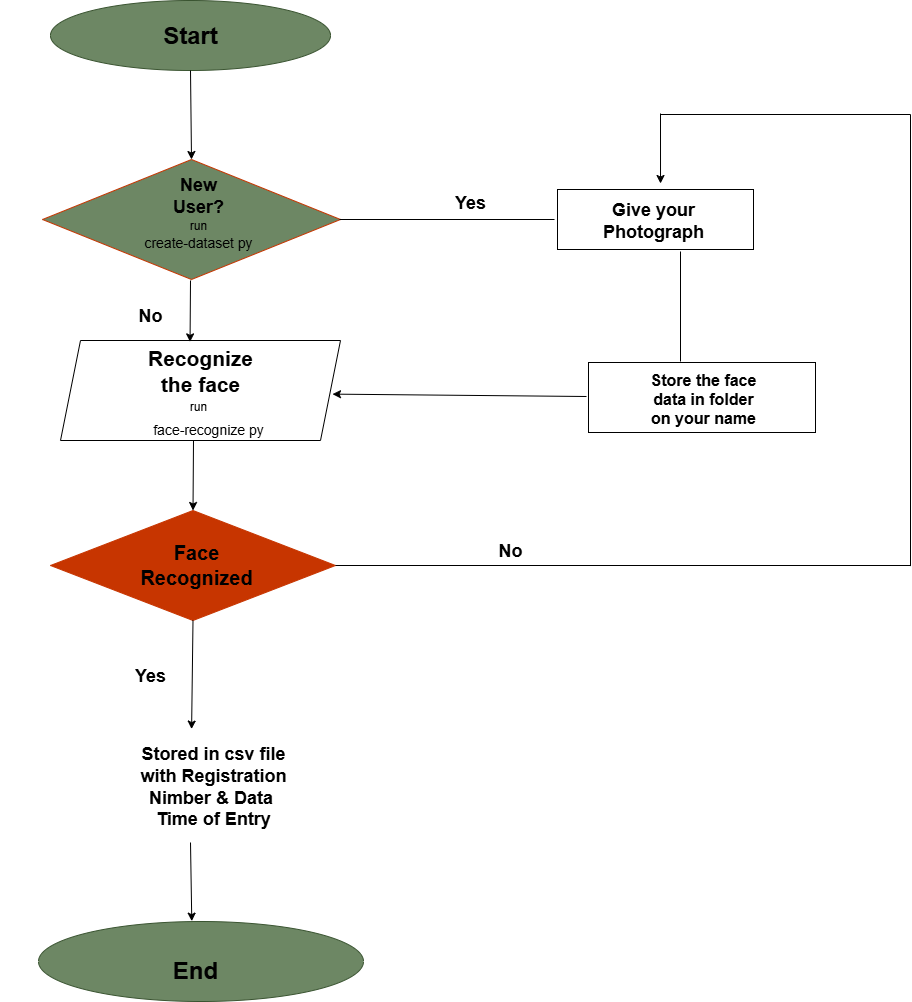 Start
New
User?
run
create-dataset py
Yes
Give your
Photograph
No
Recognize
the face
run
face-recognize py
Store the face
data in folder
on your name
Face
Recognized
No
Yes
Stored in csv file
with Registration
Nimber & Data
Time of Entry
End